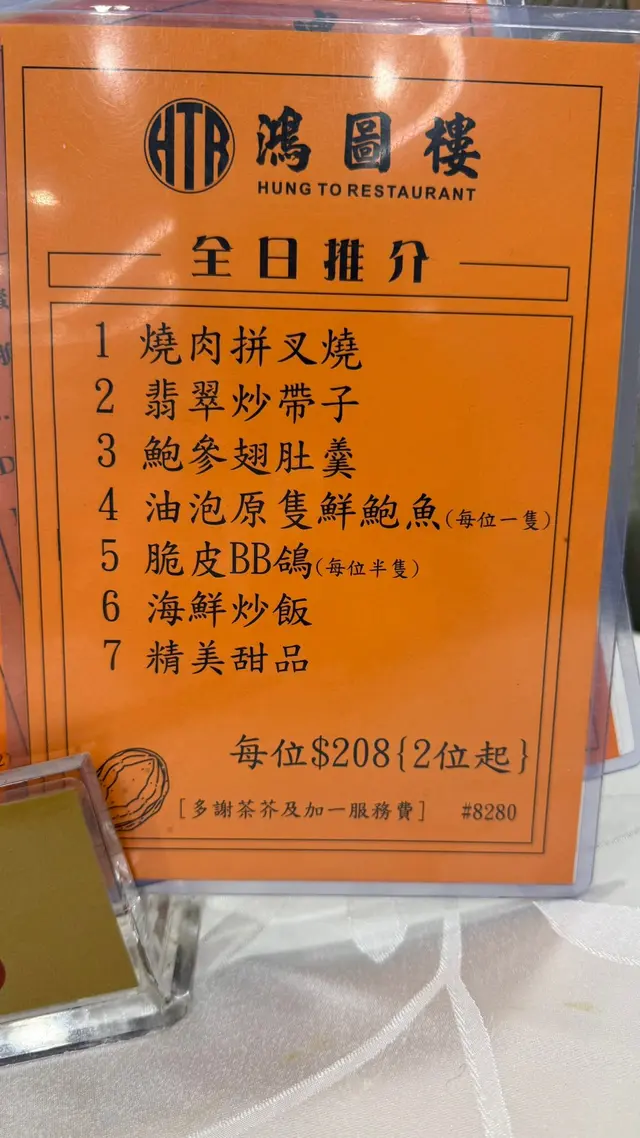 HTR 鴻圖樓
HUNG TO RESTAURANT
全日推介
1 燒肉拼叉燒
2 翡翠炒帶子
3 鮑參翅肚羹
4 油泡原隻鮮鮑魚(每位一隻)
5 脆皮BB鴿(每位半隻)
6 海鮮炒飯
7 精美甜品
每位$208{2位起}
[多謝茶芥及加一服務費] #8280